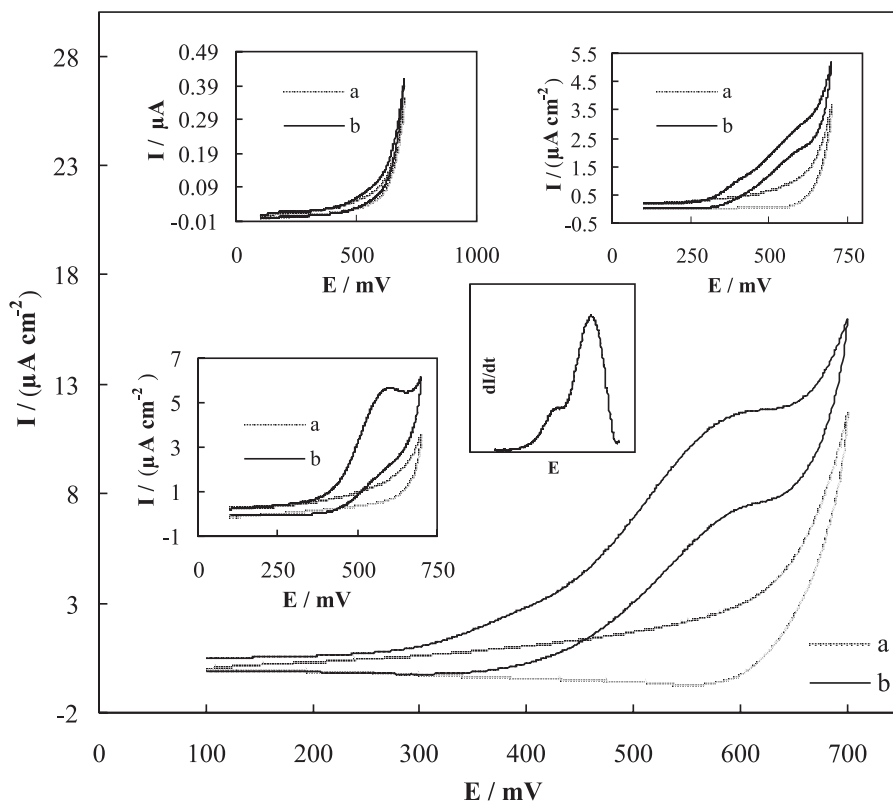 28
23
18
13
8
3
-2
0
100
200
300
400
500
600
700
E / mV
I / (µA cm-2)
a
b
0.49
0.39
0.29
0.19
0.09
-0.01
0
500
1000
E / mV
I / µA
a
b
5.5
4.5
3.5
2.5
1.5
0.5
-0.5
0
250
500
750
E / mV
I / (µA cm-2)
a
b
7
5
3
1
-1
0
250
500
750
E / mV
I / (µA cm-2)
a
b
dI/dt
E